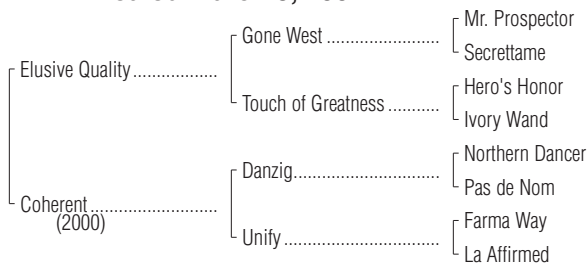 Mr. Prospector
Gone West
Secrettame
Elusive Quality
Hero's Honor
Touch of Greatness
Ivory Wand
Northern Dancer
Danzig
Pas de Nom
Coherent
(2000)
Farma Way
Unify
La Affirmed